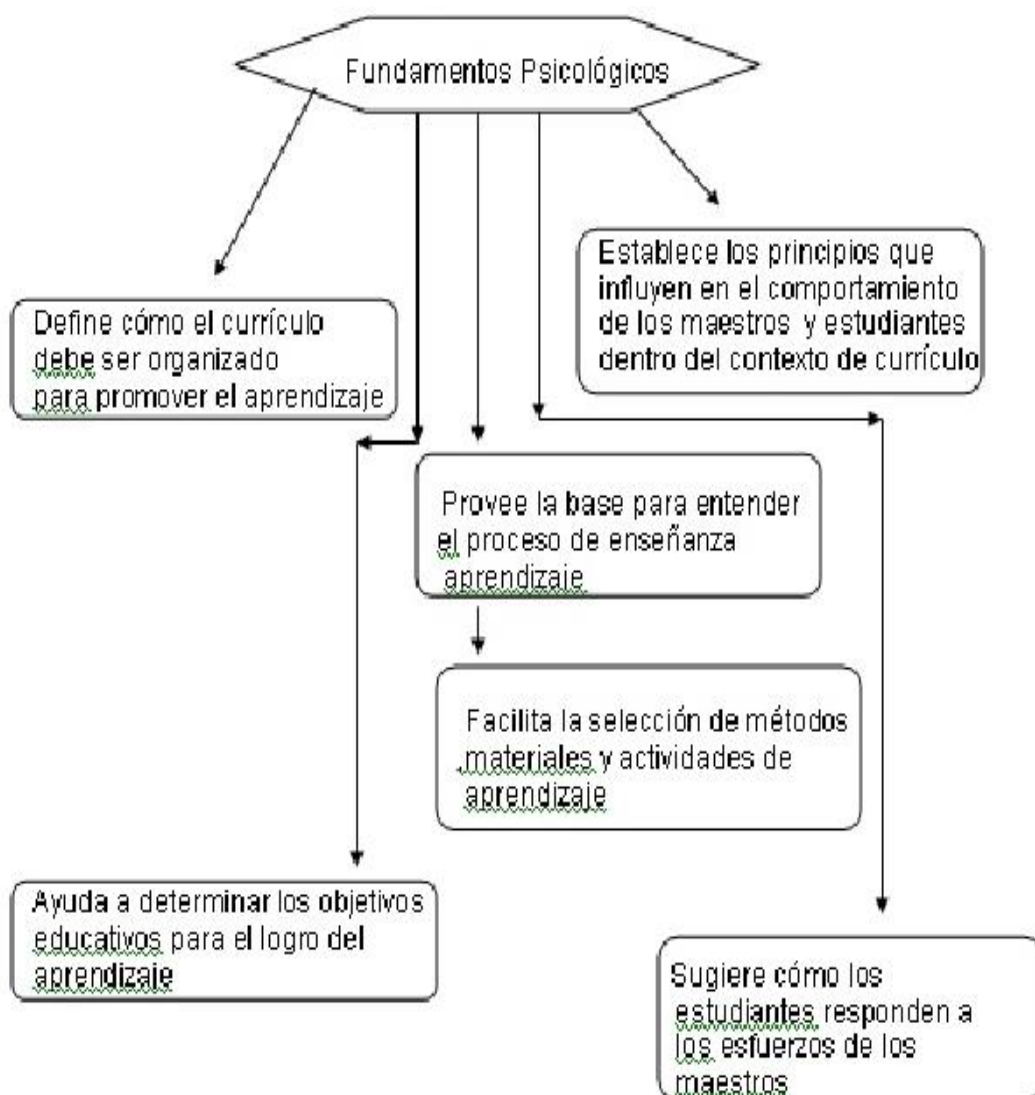 Fundamentos Psicológicos
Establece los principios que
influyen en el comportamiento
de los maestros y estudiantes
dentro del contexto de currículo
Define cómo el currículo
debe ser organizado
para promover el aprendizaje
Provee la base para entender
el proceso de enseñanza
aprendizaje
Facilita la selección de métodos
materiales y actividades de
aprendizaje
Ayuda a determinar los objetivos
educativos para el logro del
aprendizaje
Sugiere cómo los
estudiantes responden a
los esfuerzos de los
maestros